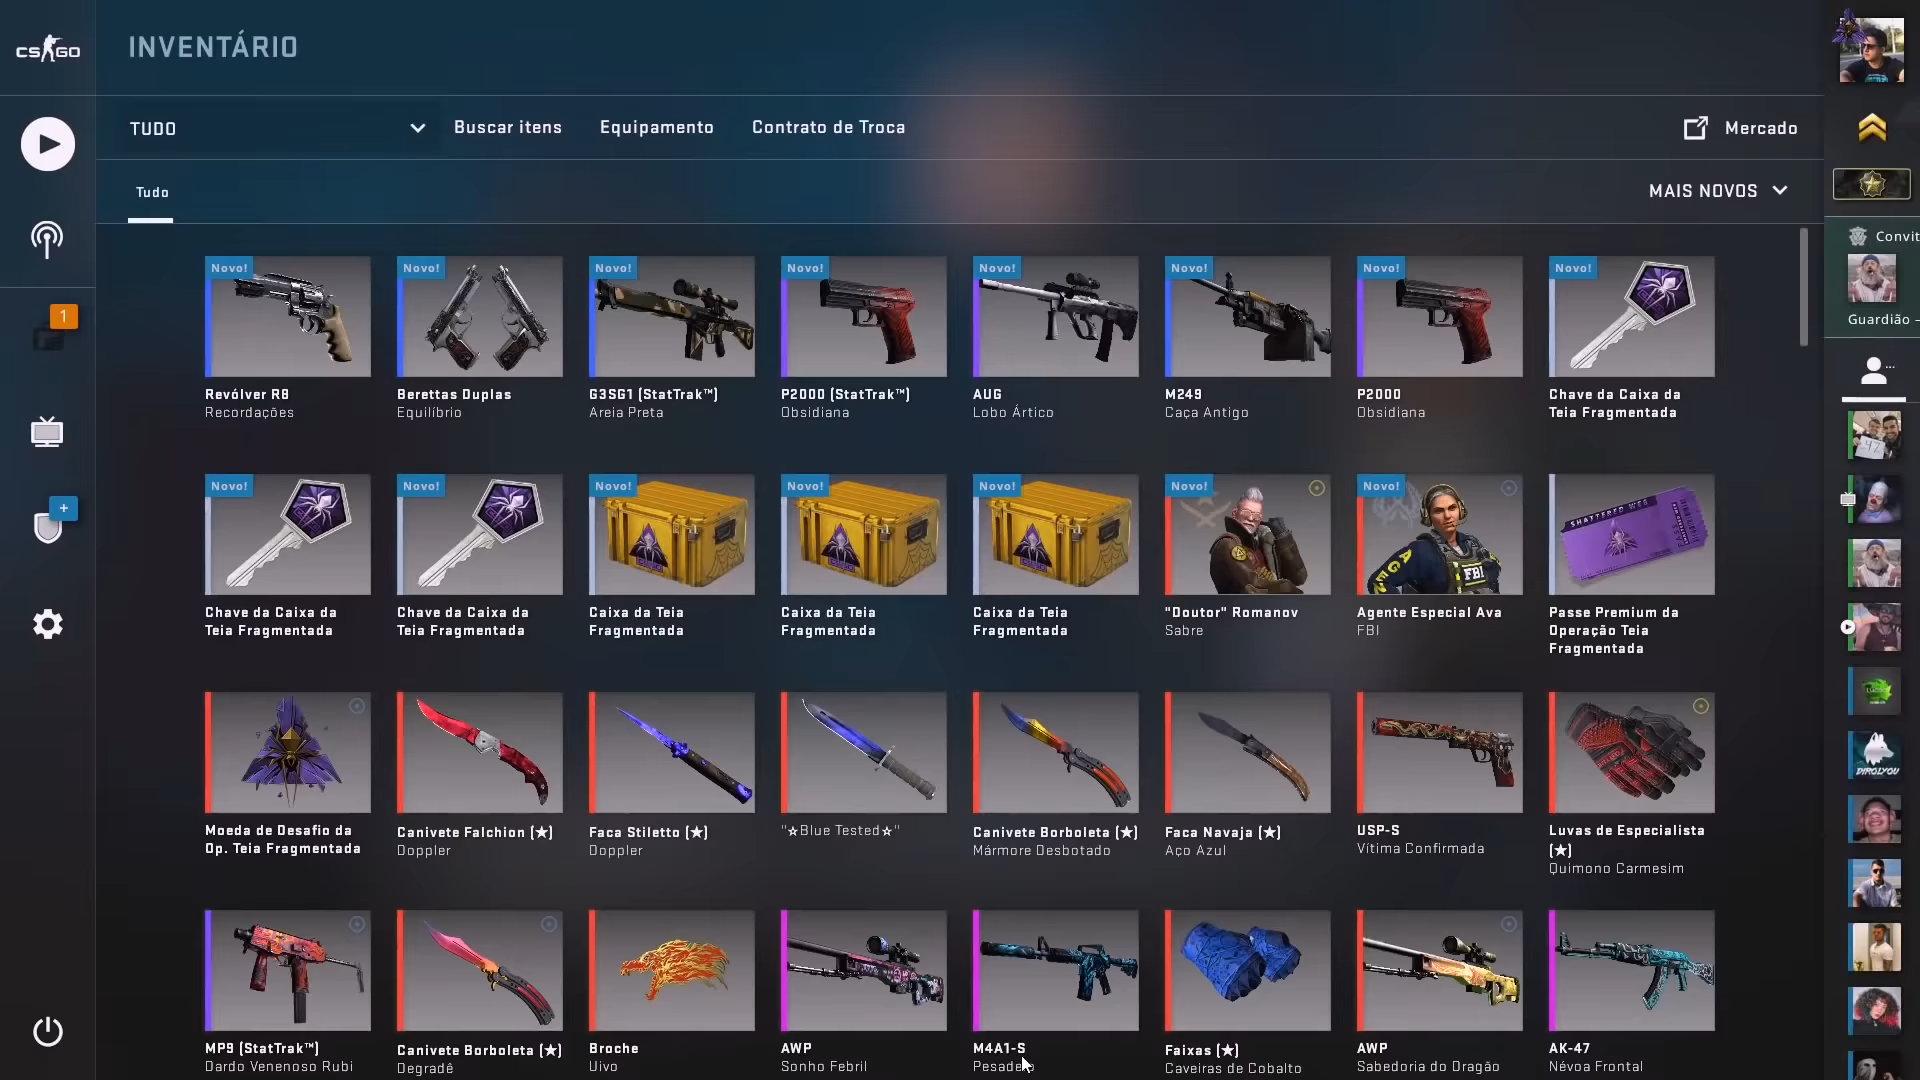 CS GO
INVENTÁRIO
TUDO
Buscar itens
Equipamento
Contrato de Troca
Mercado
Tudo
MAIS NOVOS
Convit
Guardião -
1
+
Novo!
Revólver R8
Recordações
Novo!
Berettas Duplas
Equilíbrio
Novo!
G3SG1 (StatTrak™)
Areia Preta
Novo!
P2000 (StatTrak™)
Obsidiana
Novo!
AUG
Lobo Ártico
Novo!
M249
Caça Antigo
Novo!
P2000
Obsidiana
Novo!
Chave da Caixa da
Teia Fragmentada
Novo!
Chave da Caixa da
Teia Fragmentada
Novo!
Chave da Caixa da
Teia Fragmentada
Novo!
Caixa da Teia
Fragmentada
Novo!
Caixa da Teia
Fragmentada
Novo!
Caixa da Teia
Fragmentada
Novo!
"Doutor" Romanov
Sabre
Novo!
FBI
Agente Especial Ava
FBI
SHATTERED WEB
Passe Premium da
Operação Teia
Fragmentada
Moeda de Desafio da
Op. Teia Fragmentada
Canivete Falchion (★)
Doppler
Faca Stiletto (★)
Doppler
"☆Blue Tested☆"
Canivete Borboleta (★)
Mármore Desbotado
Faca Navaja (★)
Aço Azul
USP-S
Vítima Confirmada
Luvas de Especialista
(★)
Quimono Carmesim
MP9 (StatTrak™)
Dardo Venenoso Rubi
Canivete Borboleta (★)
Degradê
Broche
Uivo
AWP
Sonho Febril
M4A1-S
Pesadelo
Faixas (★)
Caveiras de Cobalto
AWP
Sabedoria do Dragão
AK-47
Névoa Frontal